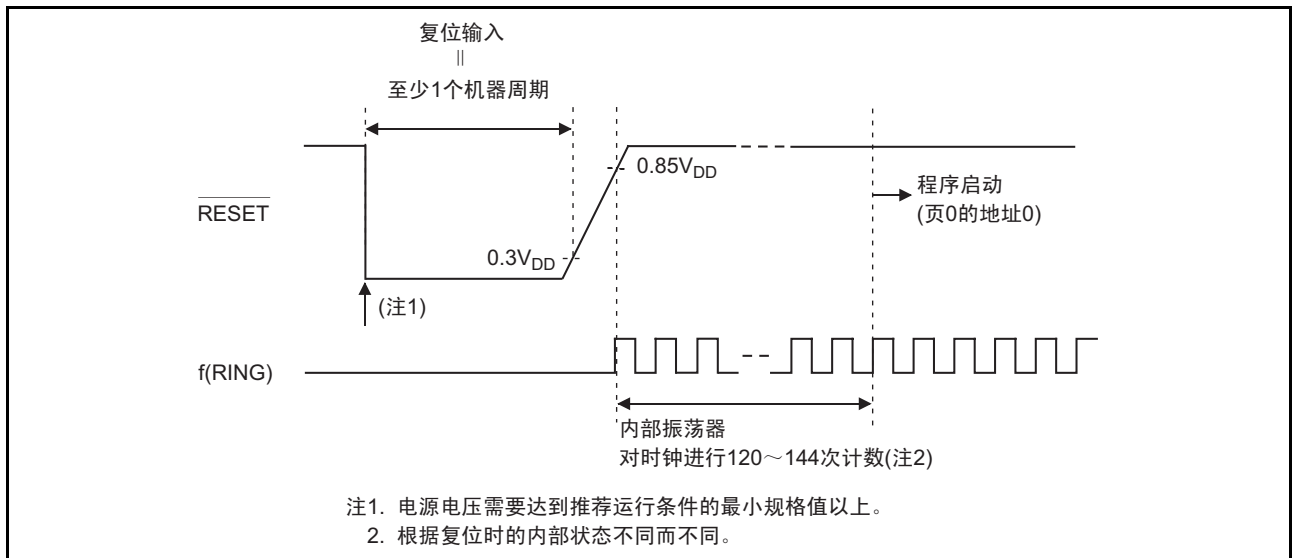 复位输入
||
至少1个机器周期
0.85VDD
程序启动
(页0的地址0)
RESET
0.3VDD
(注1)
f(RING)
内部振荡器
对时钟进行120～144次计数(注2)
注1. 电源电压需要达到推荐运行条件的最小规格值以上。
2. 根据复位时的内部状态不同而不同。